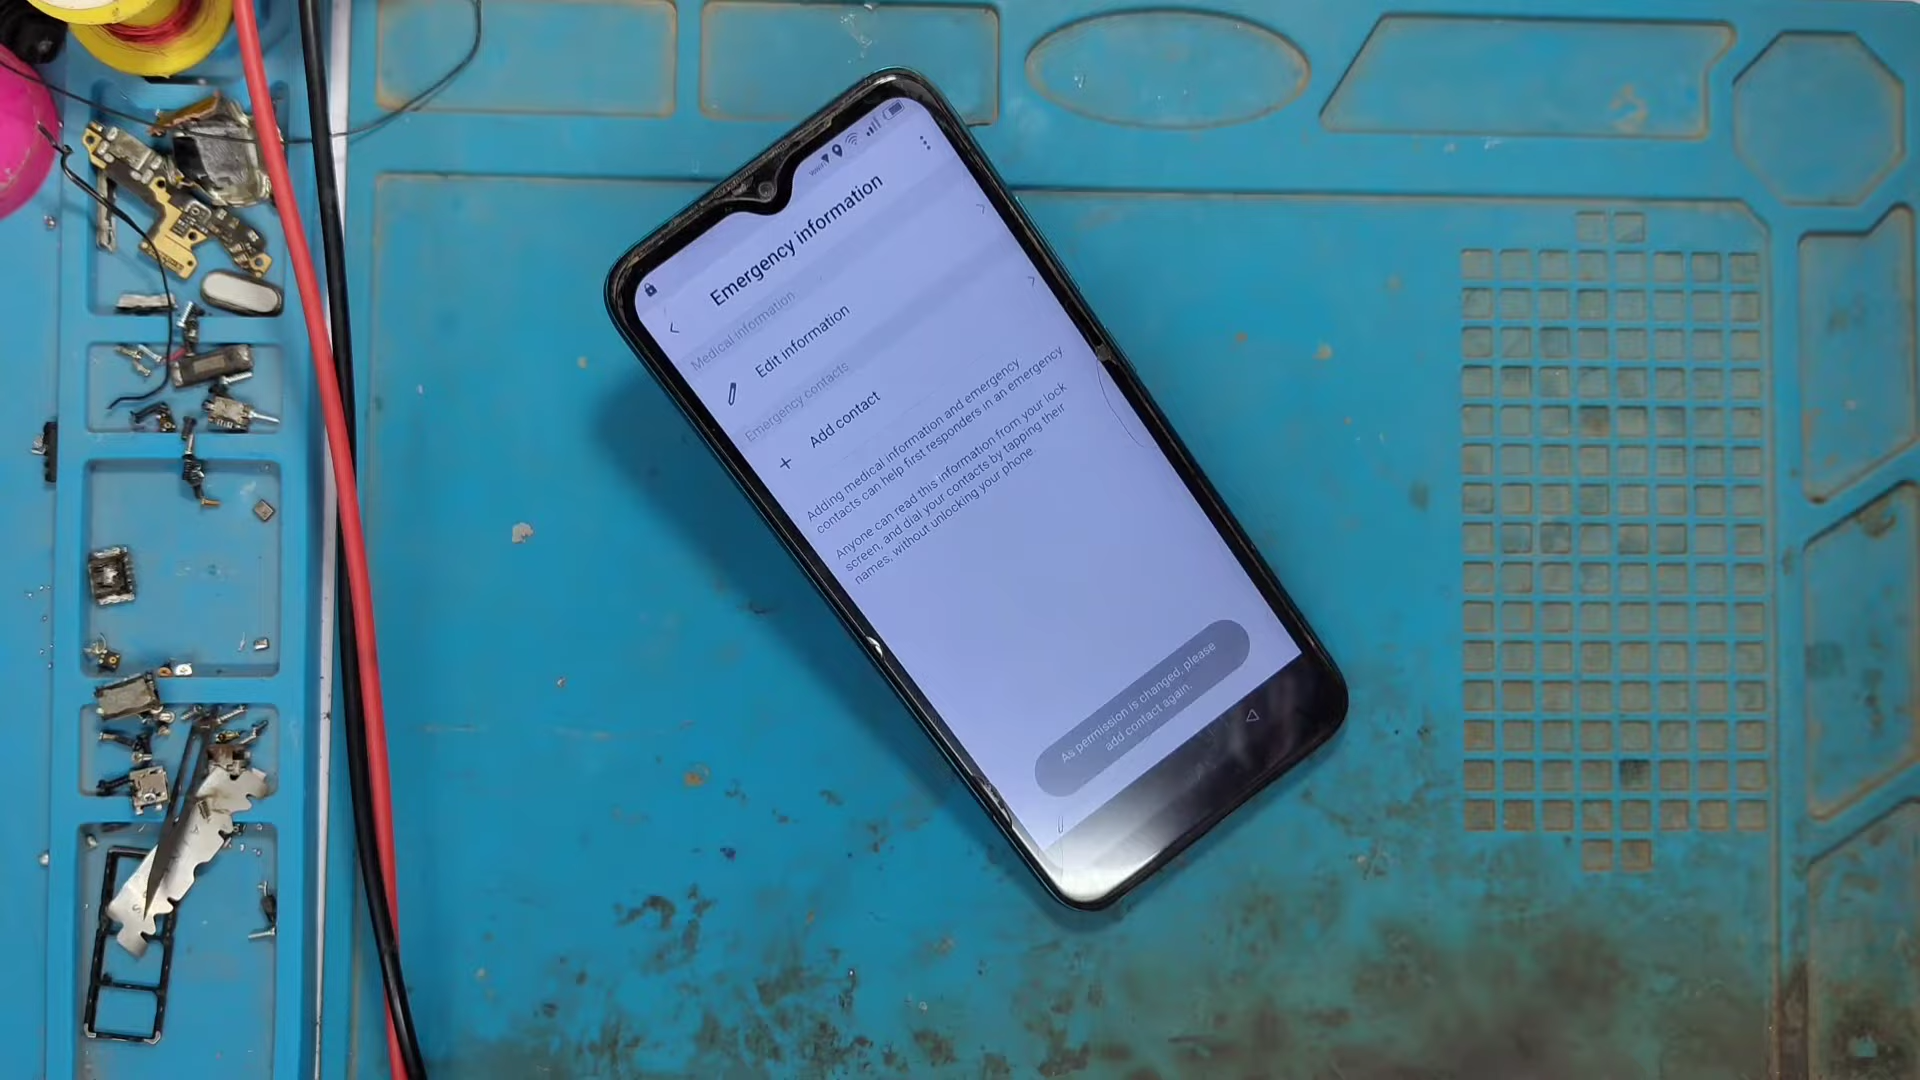 Emergency information
Medical information
Edit information
Emergency contacts
Add contact
Adding medical information and emergency
contacts can help first responders in an emergency.
Anyone can read this information from your lock
screen, and dial your contacts by tapping their
names, without unlocking your phone.
As permission is changed, please
add contact again.